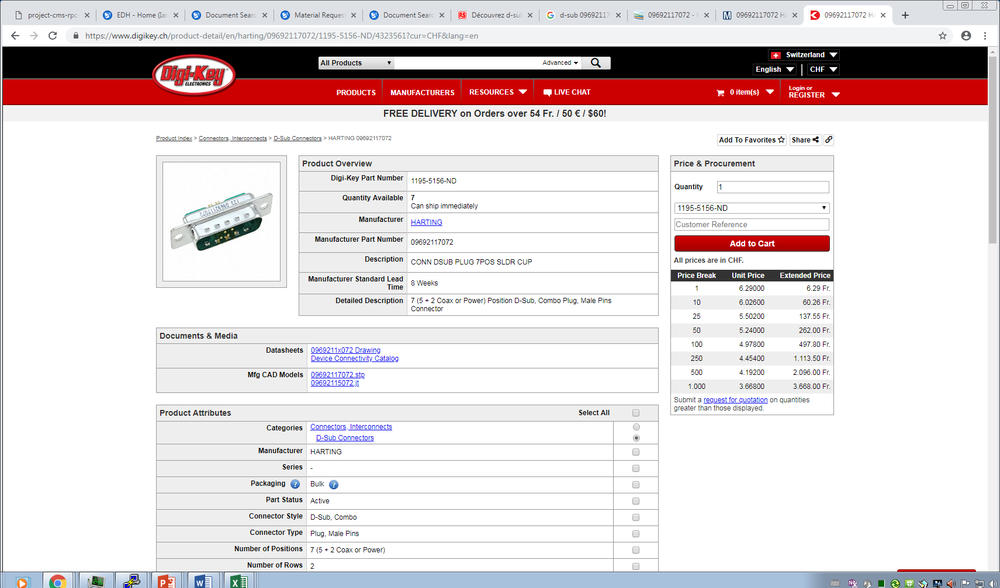 project-cms-rpc-
EDH - Home (Ian
Document Searc
Material Reques
Document Searc
Découvrez d-sub
d-sub 09692117
09692117072 - H
09692117072 HA
09692117072 HA
https://www.digikey.ch/product-detail/en/harting/09692117072/1195-5156-ND/4323561?cur=CHF&lang=en
Digi-Key
ELECTRONICS
All Products
Advanced
Switzerland
English
CHF
PRODUCTS
MANUFACTURERS
RESOURCES
LIVE CHAT
0 item(s)
Login or
REGISTER
FREE DELIVERY on Orders over 54 Fr. / 50 € / $60!
Product Index > Connectors, Interconnects > D-Sub Connectors > HARTING 09692117072
Add To Favorites
Share
123 09692117072
Product Overview
Digi-Key Part Number 1195-5156-ND
Quantity Available 7
Can ship immediately
Manufacturer HARTING
Manufacturer Part Number 09692117072
Description CONN DSUB PLUG 7POS SLDR CUP
Manufacturer Standard Lead
Time 8 Weeks
Detailed Description 7 (5 + 2 Coax or Power) Position D-Sub, Combo Plug, Male Pins
Connector
Price & Procurement
Quantity 1
1195-5156-ND
Customer Reference
Add to Cart
All prices are in CHF.
Price Break Unit Price Extended Price
1 6.29000 6.29 Fr.
10 6.02600 60.26 Fr.
25 5.50200 137.55 Fr.
50 5.24000 262.00 Fr.
100 4.97800 497.80 Fr.
250 4.45400 1.113.50 Fr.
500 4.19200 2.096.00 Fr.
1.000 3.66800 3.668.00 Fr.
Submit a request for quotation on quantities
greater than those displayed.
Documents & Media
Datasheets 0969211x072 Drawing
Device Connectivity Catalog
Mfg CAD Models 09692117072.stp
09692115072.jt
Product Attributes Select All
Categories Connectors, Interconnects
D-Sub Connectors
Manufacturer HARTING
Series -
Packaging ? Bulk ?
Part Status Active
Connector Style D-Sub, Combo
Connector Type Plug, Male Pins
Number of Positions 7 (5 + 2 Coax or Power)
Number of Rows 2